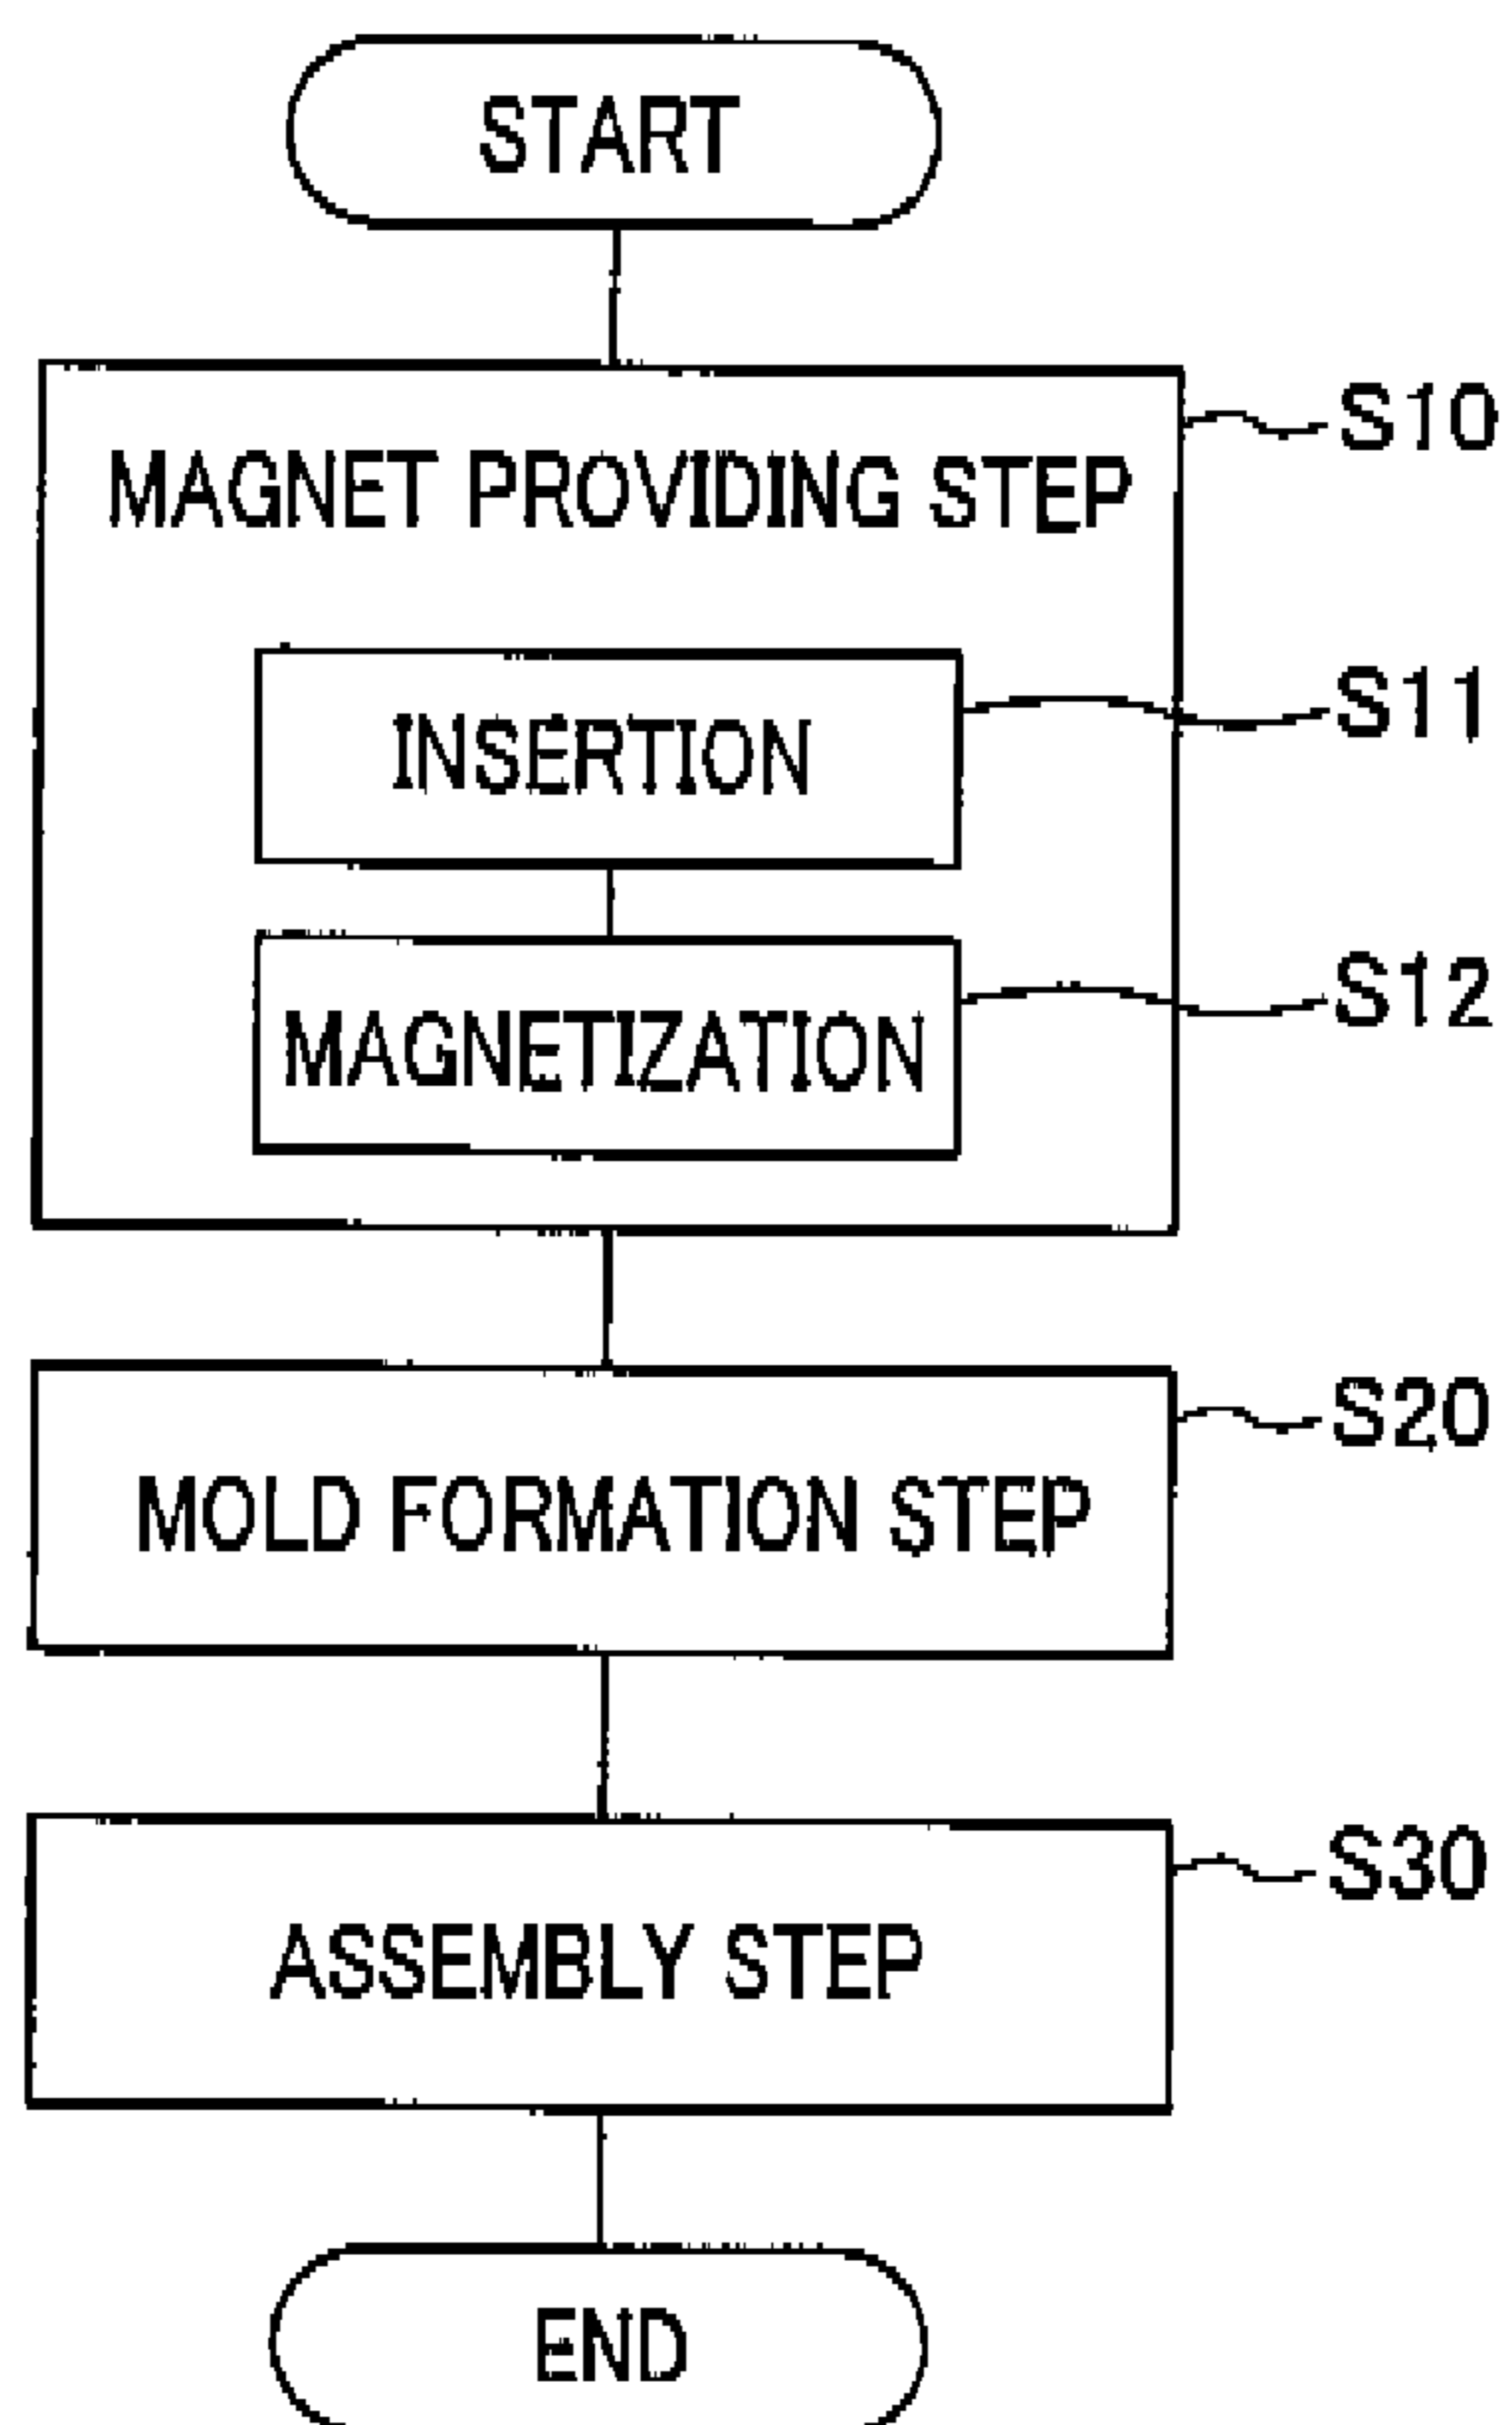 START
S10
MAGNET PROVIDING STEP
S11
INSERTION
S12
MAGNETIZATION
S20
MOLD FORMATION STEP
S30
ASSEMBLY STEP
END